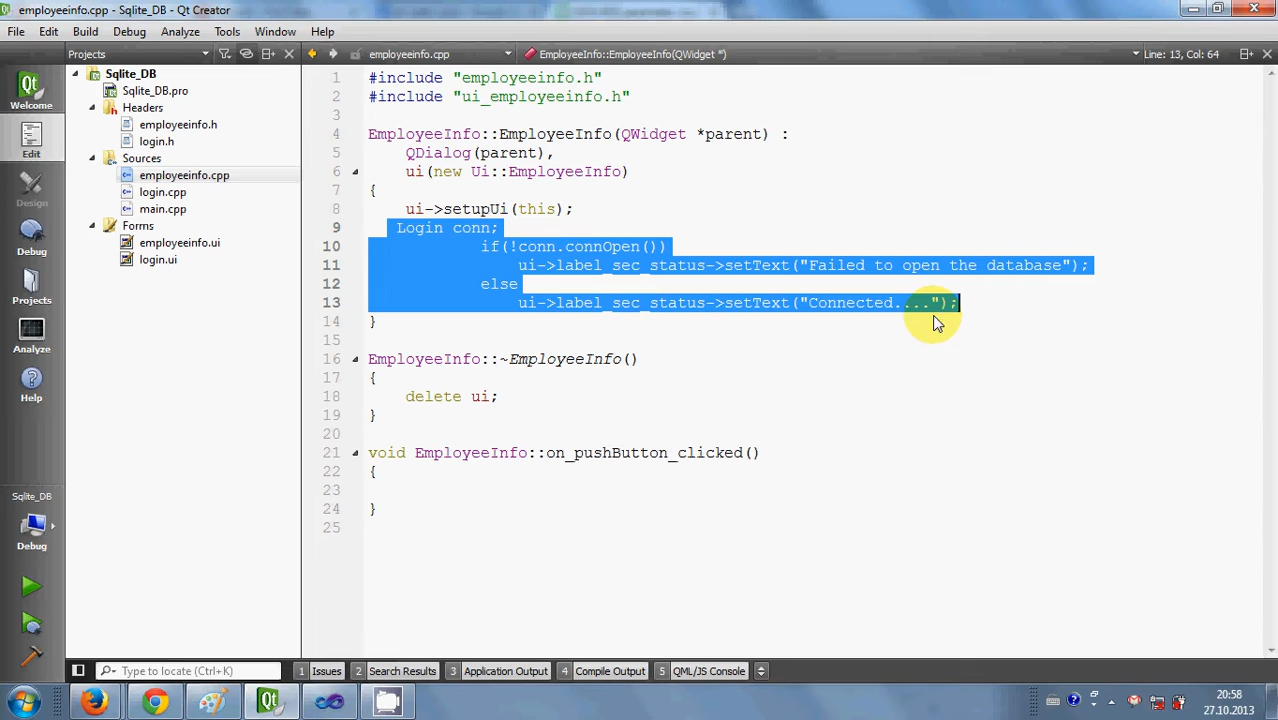 employeeinfo.cpp - Sqlite_DB - Qt Creator
File Edit Build Debug Analyze Tools Window Help
Projects employeeinfo.cpp EmployeeInfo::EmployeeInfo(QWidget *) Line: 13, Col: 64
Welcome
Edit
Design
Debug
Projects
Analyze
Help
Sqlite_DB
Debug
Sqlite_DB
Sqlite_DB.pro
Headers
employeeinfo.h
login.h
Sources
employeeinfo.cpp
login.cpp
main.cpp
Forms
employeeinfo.ui
login.ui
1 #include "employeeinfo.h"
2 #include "ui_employeeinfo.h"
3
4 EmployeeInfo::EmployeeInfo(QWidget *parent) :
5 QDialog(parent),
6 ui(new Ui::EmployeeInfo)
7 {
8 ui->setupUi(this);
9 Login conn;
10 if(!conn.connOpen())
11 ui->label_sec_status->setText("Failed to open the database");
12 else
13 ui->label_sec_status->setText("Connected....");
14 }
15
16 EmployeeInfo::~EmployeeInfo()
17 {
18 delete ui;
19 }
20
21 void EmployeeInfo::on_pushButton_clicked()
22 {
23
24 }
25
Type to locate (Ctrl+K) 1 Issues 2 Search Results 3 Application Output 4 Compile Output 5 QML/JS Console
20:58
27.10.2013